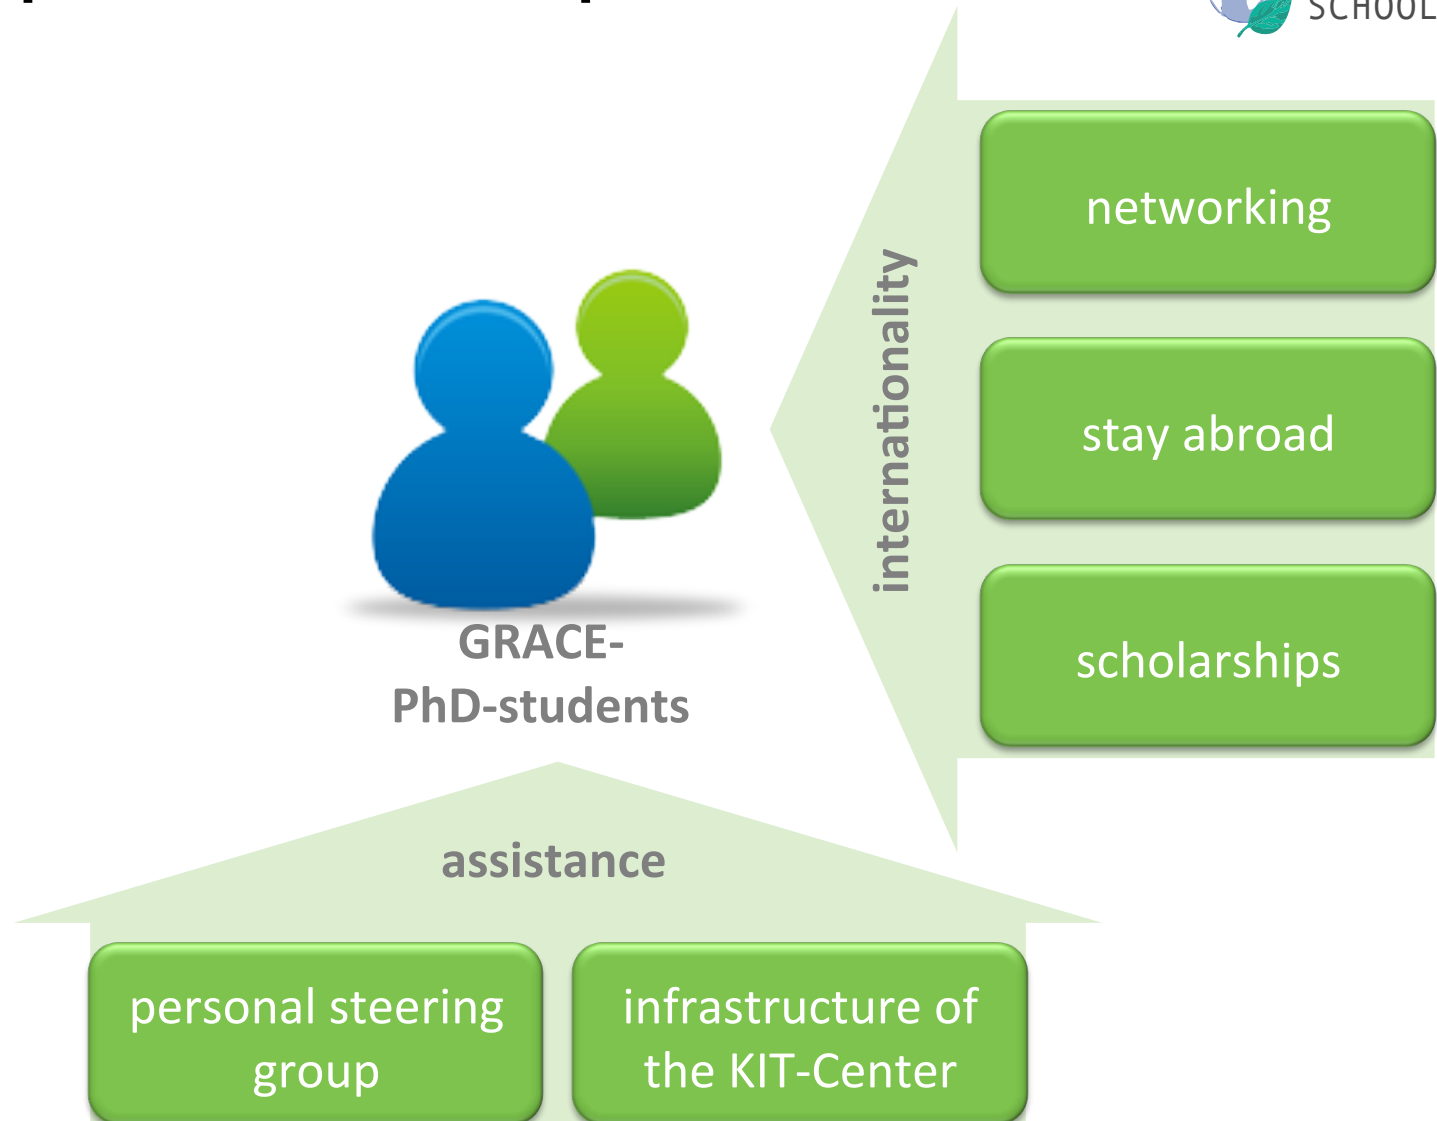 SCHOOL
networking
internationality
stay abroad
scholarships
GRACE-
PhD-students
assistance
personal steering
group
infrastructure of
the KIT-Center